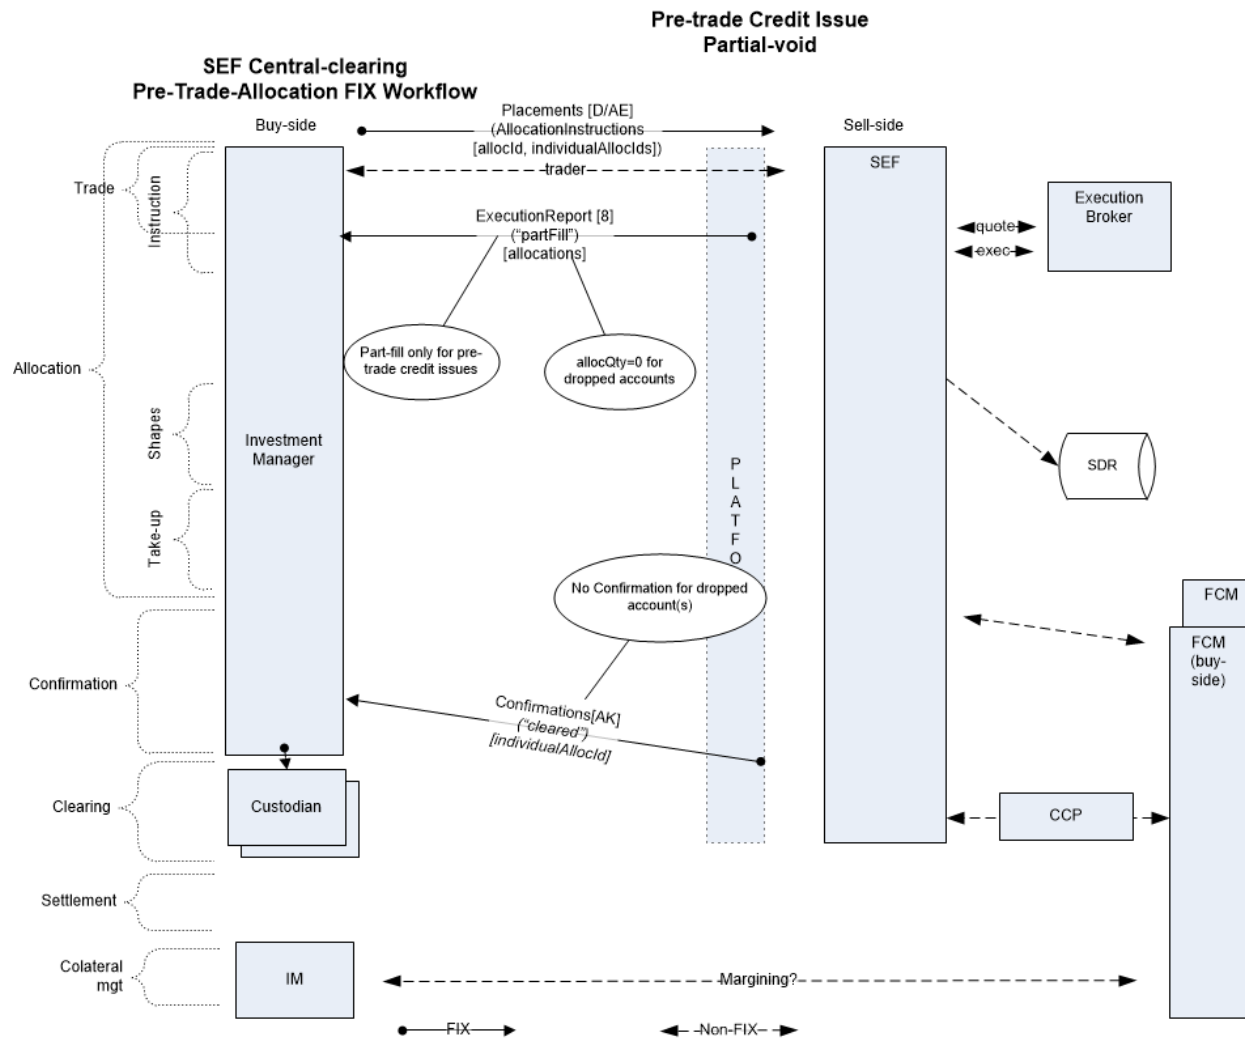 Pre-trade Credit Issue
Partial-void
SEF Central-clearing
Pre-Trade-Allocation FIX Workflow
Buy-side
Placements [D/AE]
(AllocationInstructions
[allocId, individualAllocIds])
trader
Sell-side
SEF
Trade
Instruction
ExecutionReport [8]
("partFill")
[allocations]
quote
exec
Execution
Broker
Part-fill only for pre-
trade credit issues
allocQty=0 for
dropped accounts
Allocation
Shapes
Take-up
Investment
Manager
P
L
A
T
F
O
SDR
No Confirmation for dropped
account(s)
FCM
FCM
(buy-
side)
Confirmation
Confirmations[AK]
("cleared")
[individualAllocId]
Clearing
Custodian
CCP
Settlement
Colateral
mgt
IM
Margining?
FIX
Non-FIX